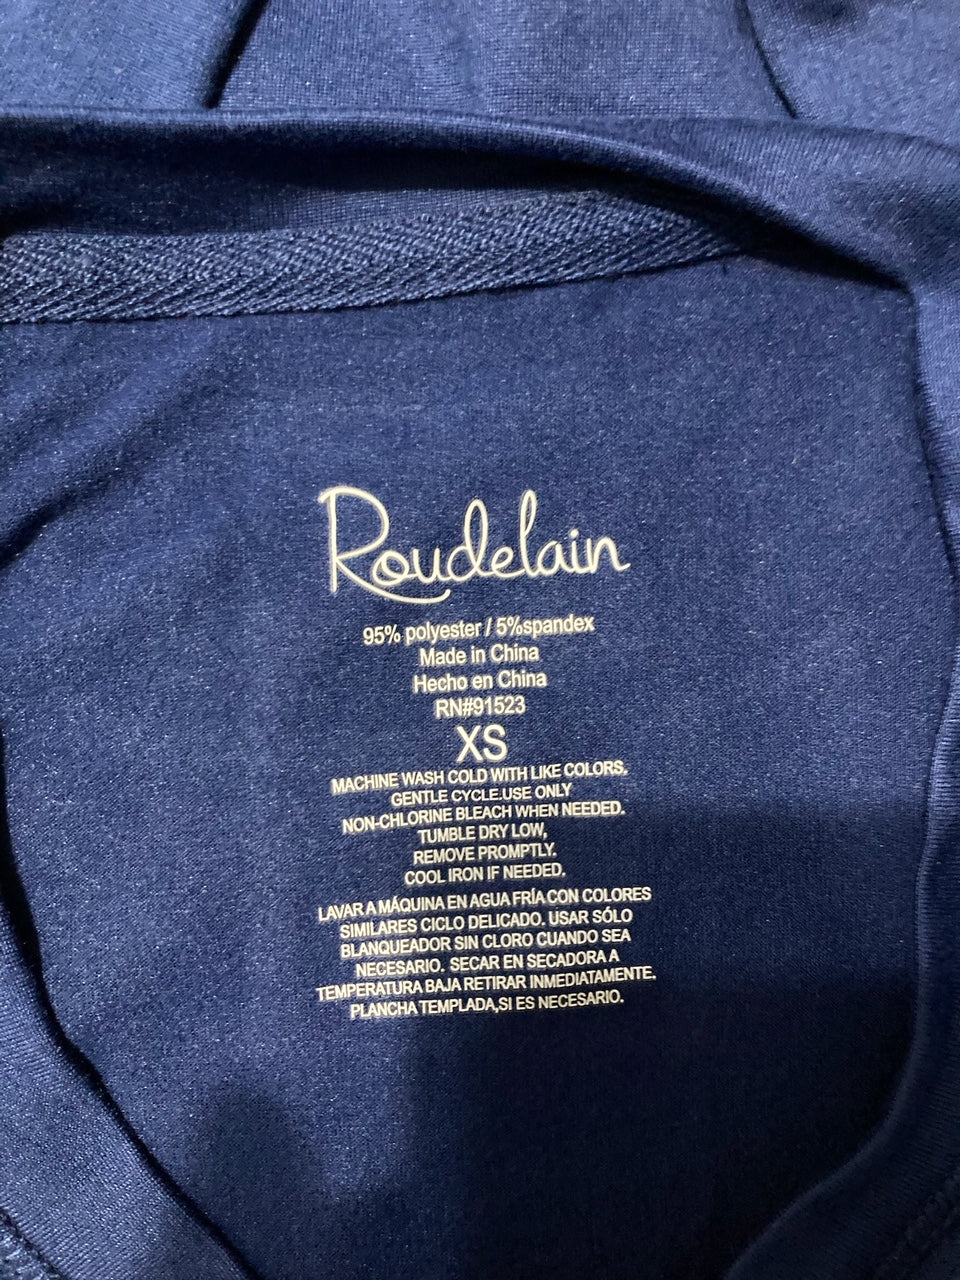 Roudelain
95% polyester / 5%spandex
Made in China
Hecho en China
RN#91523
XS
MACHINE WASH COLD WITH LIKE COLORS,
GENTLE CYCLE.USE ONLY
NON-CHLORINE BLEACH WHEN NEEDED.
TUMBLE DRY LOW,
REMOVE PROMPTLY.
COOL IRON IF NEEDED.
LAVAR A MÁQUINA EN AGUA FRÍA CON COLORES
SIMILARES CICLO DELICADO. USAR SÓLO
BLANQUEADOR SIN CLORO CUANDO SEA
NECESARIO. SECAR EN SECADORA A
TEMPERATURA BAJA RETIRAR INMEDIATAMENTE.
PLANCHA TEMPLADA,SI ES NECESARIO.